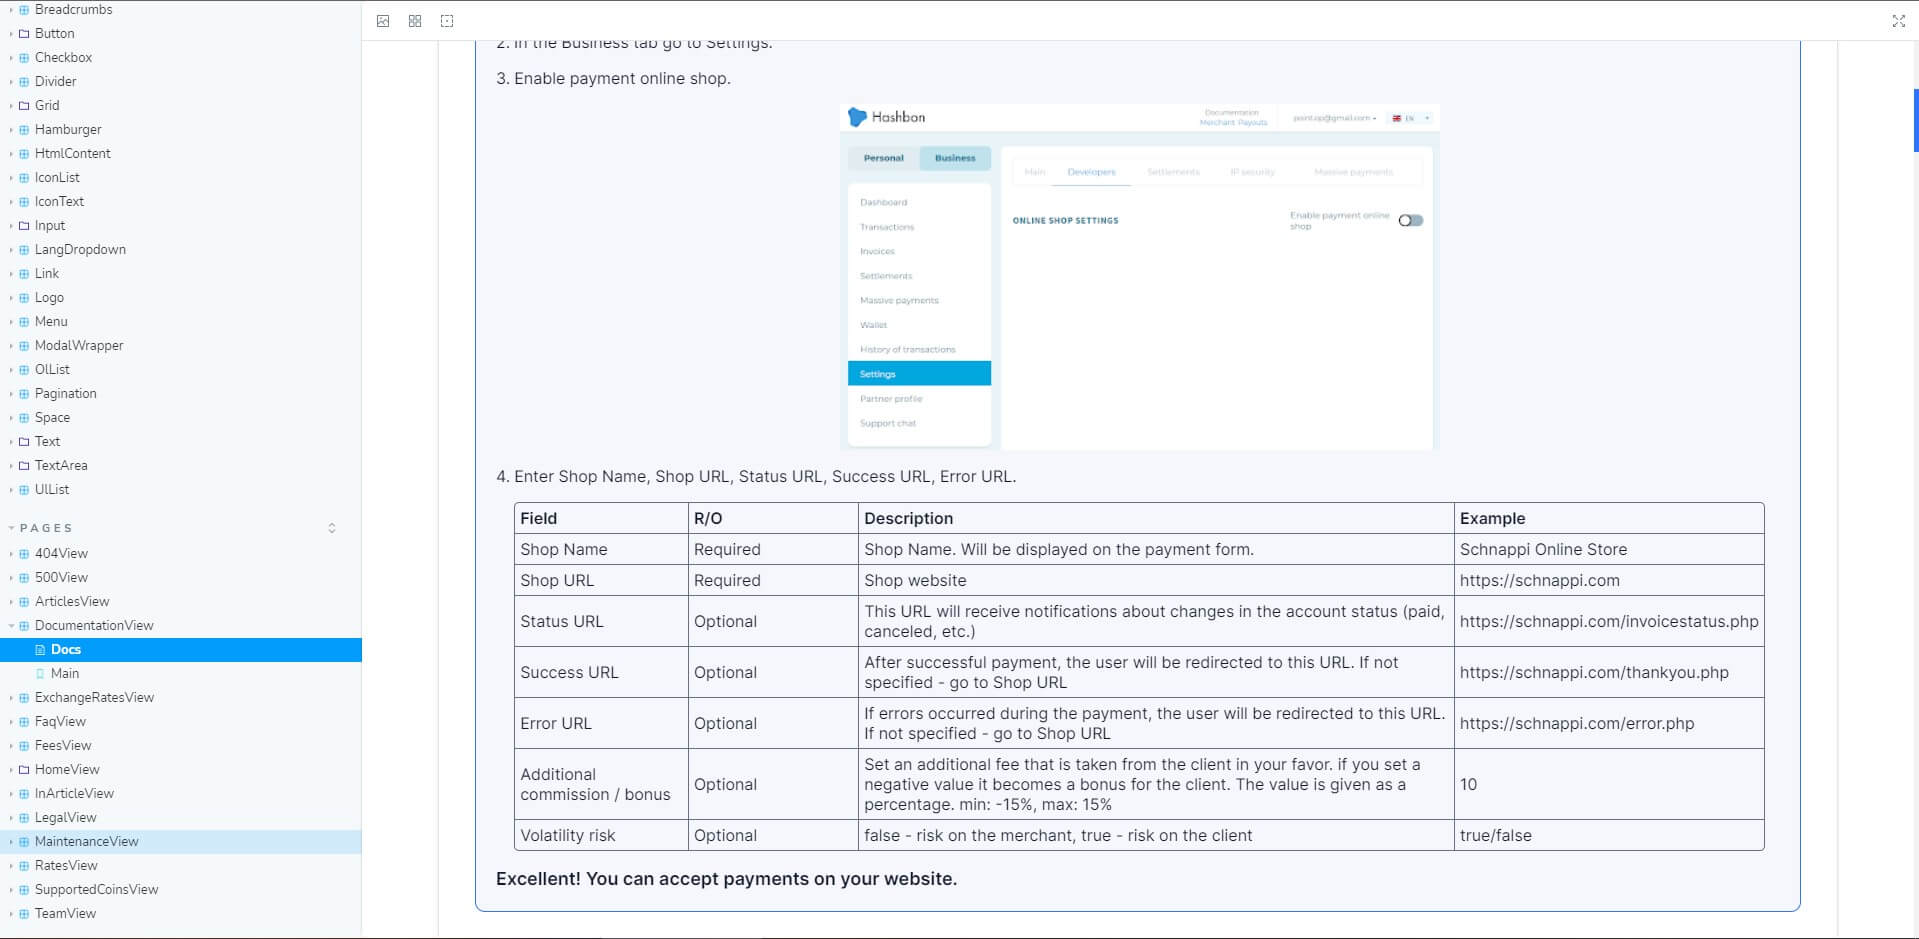 Breadcrumbs
Button
Checkbox
Divider
Grid
Hamburger
HtmlContent
IconList
IconText
Input
LangDropdown
Link
Logo
Menu
ModalWrapper
OlList
Pagination
Space
Text
TextArea
UlList
PAGES
404View
500View
ArticlesView
DocumentationView
Docs
Main
ExchangeRatesView
FaqView
FeesView
HomeView
InArticleView
LegalView
MaintenanceView
RatesView
SupportedCoinsView
TeamView
2. In the Business tab go to Settings.
3. Enable payment online shop.
Hashbon
Documentation
Merchant Payouts
point.op@gmail.com
EN
Personal
Business
Dashboard
Transactions
Invoices
Settlements
Massive payments
Wallet
History of transactions
Settings
Partner profile
Support chat
Main
Developers
Settlements
IP security
Massive payments
ONLINE SHOP SETTINGS
Enable payment online
shop
4. Enter Shop Name, Shop URL, Status URL, Success URL, Error URL.
Field R/O Description Example
Shop Name Required Shop Name. Will be displayed on the payment form. Schnappi Online Store
Shop URL Required Shop website https://schnappi.com
Status URL Optional This URL will receive notifications about changes in the account status (paid,
canceled, etc.) https://schnappi.com/invoicestatus.php
Success URL Optional After successful payment, the user will be redirected to this URL. If not
specified - go to Shop URL https://schnappi.com/thankyou.php
Error URL Optional If errors occurred during the payment, the user will be redirected to this URL.
If not specified - go to Shop URL https://schnappi.com/error.php
Additional
commission / bonus Optional Set an additional fee that is taken from the client in your favor. if you set a
negative value it becomes a bonus for the client. The value is given as a
percentage. min: -15%, max: 15% 10
Volatility risk Optional false - risk on the merchant, true - risk on the client true/false
Excellent! You can accept payments on your website.